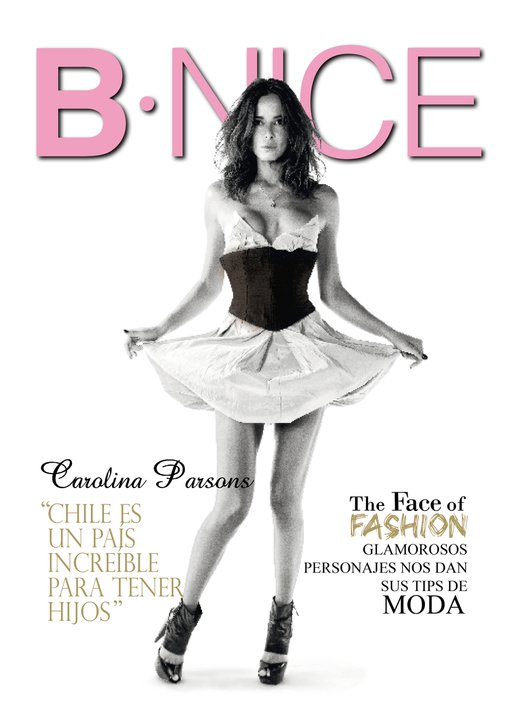 B·NICE
Carolina Parsons
“CHILE ES
UN PAÍS
INCREÍBLE
PARA TENER
HIJOS”
The Face of
FASHION
GLAMOROSOS
PERSONAJES NOS DAN
SUS TIPS DE
MODA